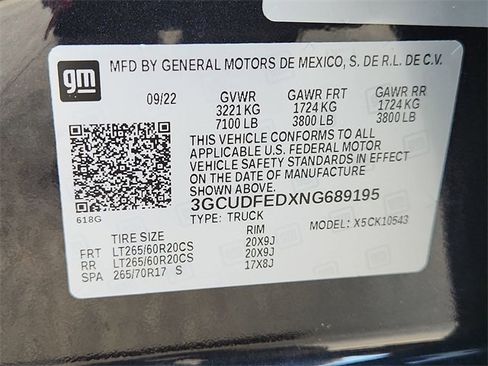 gm
MFD BY GENERAL MOTORS DE MEXICO, S. DE R.L. DE C.V.
09/22 GVWR GAWR FRT GAWR RR
3221 KG 1724 KG 1724 KG
7100 LB 3800 LB 3800 LB
THIS VEHICLE CONFORMS TO ALL
APPLICABLE U.S. FEDERAL MOTOR
VEHICLE SAFETY STANDARDS IN EFFECT
ON THE DATE OF MANUFACTURE SHOWN ABOVE.
618G 3GCUDFEDXNG689195
TYPE: TRUCK MODEL: X5CK10543
TIRE SIZE RIM
FRT LT265/60R20CS 20X9J
RR LT265/60R20CS 20X9J
SPA 265/70R17 S 17X8J